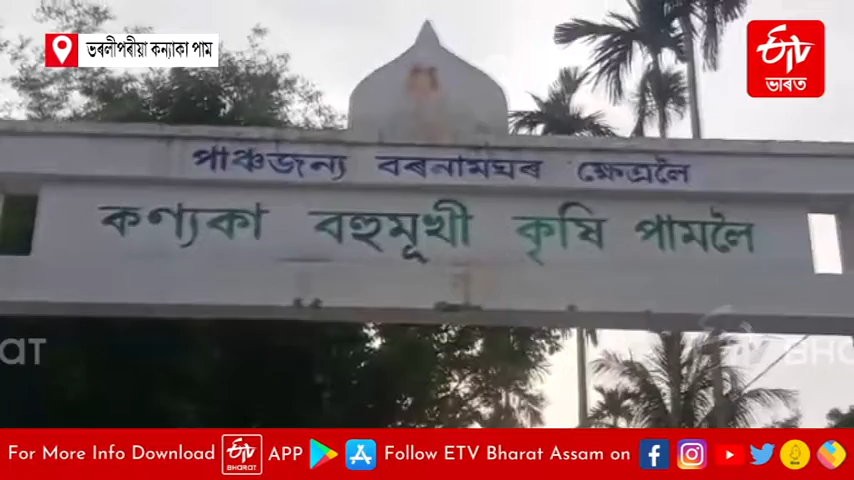 ভৰলীপৰীয়া কন্যাকা পাম
ETV
ভাৰত
পাঞ্চজন্য বৰনামঘৰ ক্ষেত্ৰলৈ
কণ্যকা বহুমূখী কৃষি পামলৈ
For More Info Download ETV BHARAT APP Follow ETV Bharat Assam on